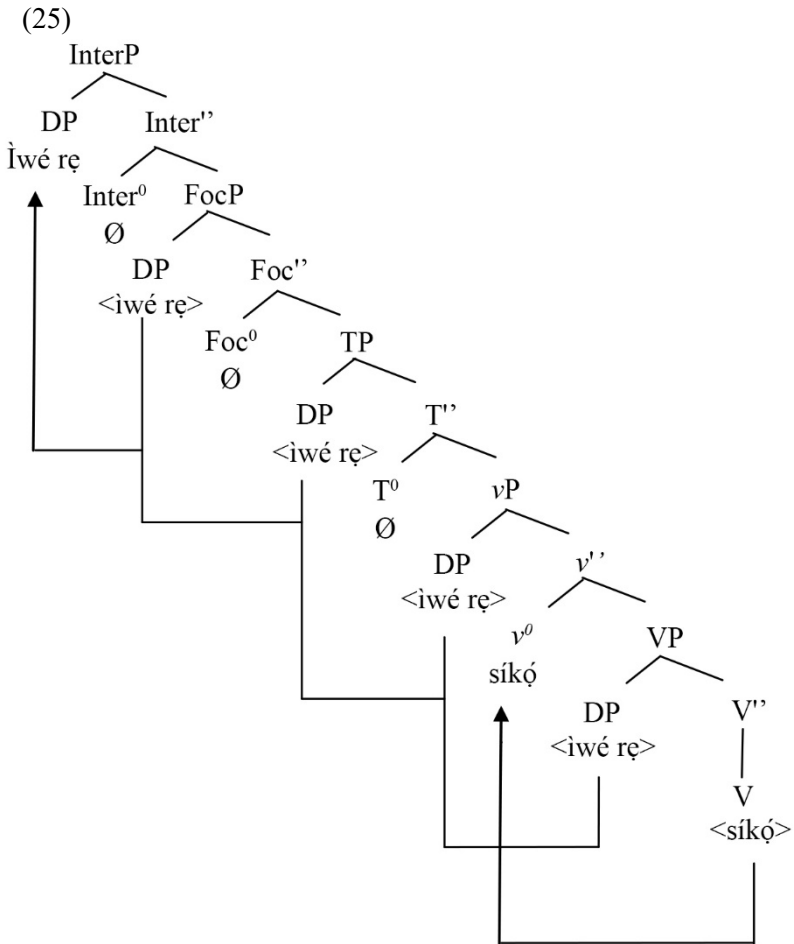 (25)
InterP
DP Inter'’
Ìwé rẹ
Inter⁰ FocP
Ø
DP Foc'’
<ìwé rẹ>
Foc⁰ TP
Ø
DP T'’
<ìwé rẹ>
T⁰ vP
Ø
DP v'’
<ìwé rẹ>
v⁰ VP
síkọ́
DP V'’
<ìwé rẹ>
V
<síkọ́>